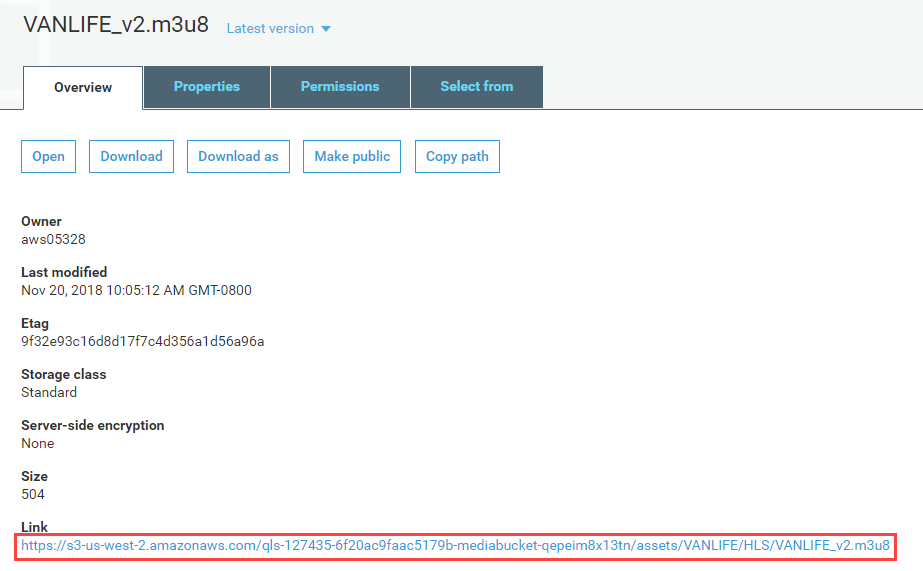 VANLIFE_v2.m3u8 Latest version
Overview Properties Permissions Select from
Open Download Download as Make public Copy path
Owner
aws05328
Last modified
Nov 20, 2018 10:05:12 AM GMT-0800
Etag
9f32e93c16d8d17f7c4d356a1d56a96a
Storage class
Standard
Server-side encryption
None
Size
504
Link
https://s3-us-west-2.amazonaws.com/qls-127435-6f20ac9faac5179b-mediabucket-qepeim8x13tn/assets/VANLIFE/HLS/VANLIFE_v2.m3u8